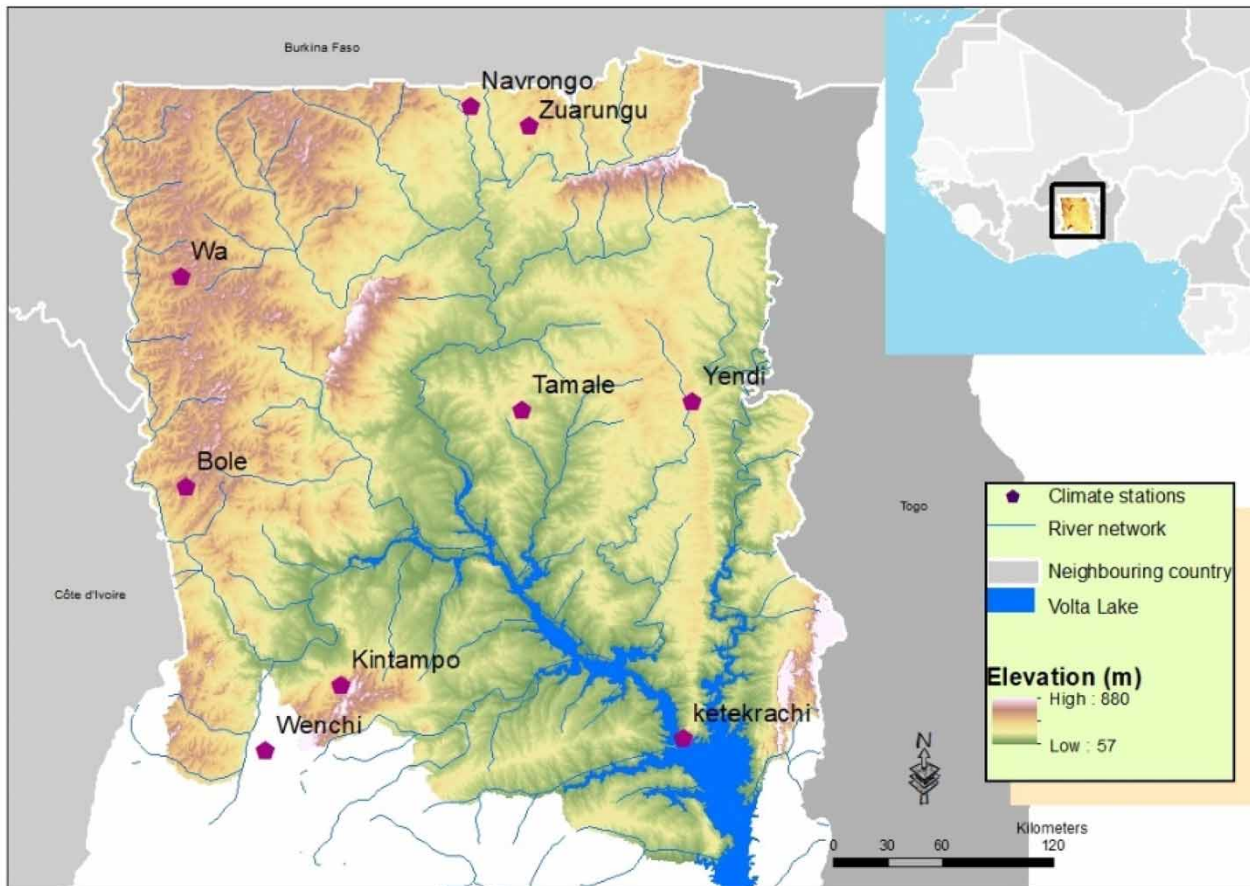 Burkina Faso
Navrongo
Zuarungu
Wa
Tamale
Yendi
Bole
Togo
Côte d'Ivoire
Kintampo
Wenchi
ketekrachi
Climate stations
River network
Neighbouring country
Volta Lake
Elevation (m)
High : 880
Low : 57
N
Kilometers
0 30 60 120